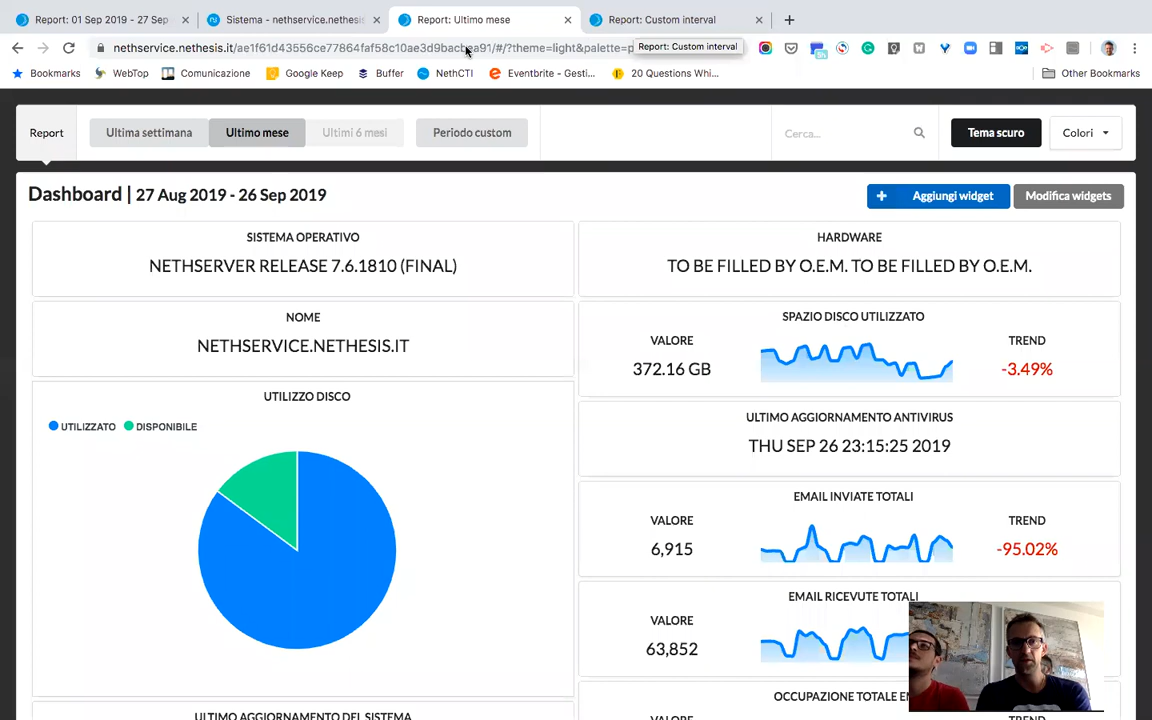 Report: 01 Sep 2019 - 27 Sep
Sistema - nethservice.nethesis
Report: Ultimo mese
Report: Custom interval
nethservice.nethesis.it/ae1f61d43556ce77864faf58c10ae3d9bacbea91/#/?theme=light&palette=p
Report: Custom interval
Bookmarks
WebTop
Comunicazione
Google Keep
Buffer
NethCTI
Eventbrite - Gesti...
20 Questions Whi...
Other Bookmarks
Report
Ultima settimana
Ultimo mese
Ultimi 6 mesi
Periodo custom
Cerca...
Tema scuro
Colori
Dashboard | 27 Aug 2019 - 26 Sep 2019
+ Aggiungi widget
Modifica widgets
SISTEMA OPERATIVO
NETHSERVER RELEASE 7.6.1810 (FINAL)
HARDWARE
TO BE FILLED BY O.E.M. TO BE FILLED BY O.E.M.
NOME
NETHSERVICE.NETHESIS.IT
SPAZIO DISCO UTILIZZATO
VALORE
372.16 GB
TREND
-3.49%
UTILIZZO DISCO
UTILIZZATO
DISPONIBILE
ULTIMO AGGIORNAMENTO ANTIVIRUS
THU SEP 26 23:15:25 2019
EMAIL INVIATE TOTALI
VALORE
6,915
TREND
-95.02%
EMAIL RICEVUTE TOTALI
VALORE
63,852
OCCUPAZIONE TOTALE
VALORE
TREND
ULTIMO AGGIORNAMENTO DEL SISTEMA